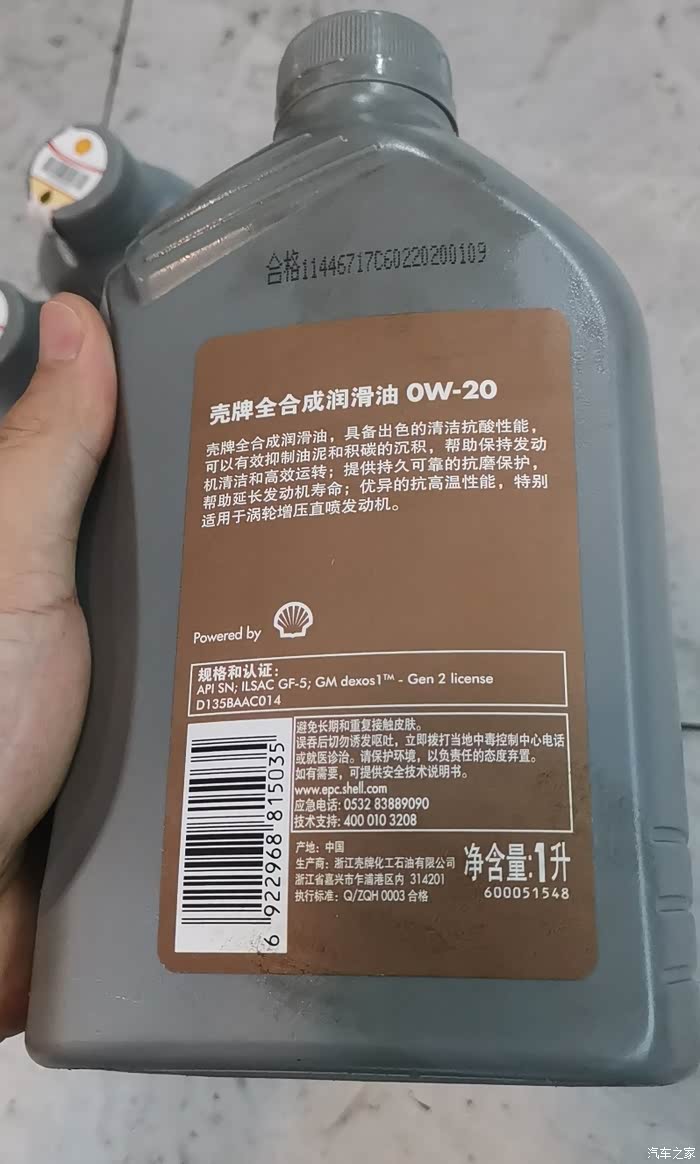 合格11446717C60220200109
壳牌全合成润滑油 0W-20
壳牌全合成润滑油，具备出色的清洁抗酸性能，
可以有效抑制油泥和积碳的沉积，帮助保持发动
机清洁和高效运转；提供持久可靠的抗磨保护，
帮助延长发动机寿命；优异的抗高温性能，特别
适用于涡轮增压直喷发动机。
Powered by
规格和认证：
API SN; ILSAC GF-5; GM dexos1™ - Gen 2 license
D135BAAC014
避免长期和重复接触皮肤。
误吞后切勿诱发呕吐，立即拨打当地中毒控制中心电话
或就医诊治。请保护环境，以负责任的态度弃置。
如有需要，可提供安全技术说明书。
www.epc.shell.com
应急电话: 0532 83889090
技术支持: 400 010 3208
6 922968 815035
产地: 中国
生产商: 浙江壳牌化工石油有限公司
浙江省嘉兴市乍浦港区内 314201
执行标准: Q/ZQH 0003 合格
净含量:1升
600051548
汽车之家